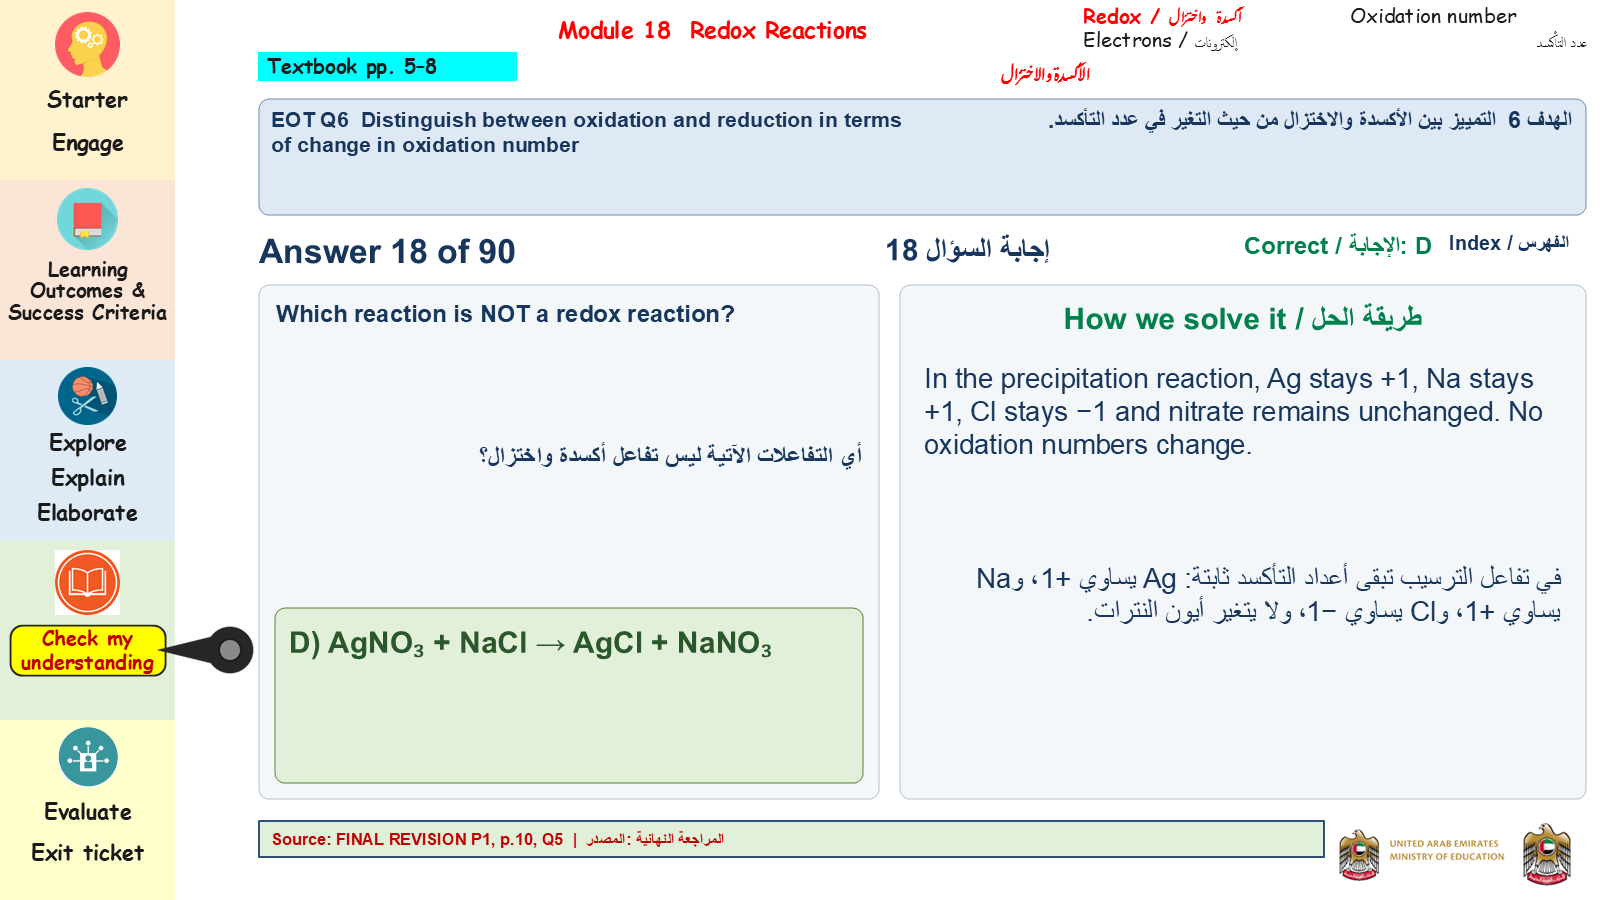 Starter
Engage
Learning
Outcomes &
Success Criteria
Explore
Explain
Elaborate
Check my
understanding
Evaluate
Exit ticket
Module 18 Redox Reactions
Redox / أكسدة واختزال
Electrons / إلكترونات
Oxidation number
عدد التأكسد
Textbook pp. 5-8
الأكسدة والاختزال
EOT Q6 Distinguish between oxidation and reduction in terms
of change in oxidation number
الهدف 6 التمييز بين الأكسدة والاختزال من حيث التغير في عدد التأكسد.
Answer 18 of 90
إجابة السؤال 18
Correct / الإجابة: D
Index / الفهرس
Which reaction is NOT a redox reaction?
أي التفاعلات الآتية ليس تفاعل أكسدة واختزال؟
D) AgNO₃ + NaCl → AgCl + NaNO₃
How we solve it / طريقة الحل
In the precipitation reaction, Ag stays +1, Na stays
+1, Cl stays −1 and nitrate remains unchanged. No
oxidation numbers change.
في تفاعل الترسيب تبقى أعداد التأكسد ثابتة: Ag يساوي +1، وNa
يساوي +1، وCl يساوي −1، ولا يتغير أيون النترات.
Source: FINAL REVISION P1, p.10, Q5 | المراجعة النهائية :المصدر
UNITED ARAB EMIRATES
MINISTRY OF EDUCATION